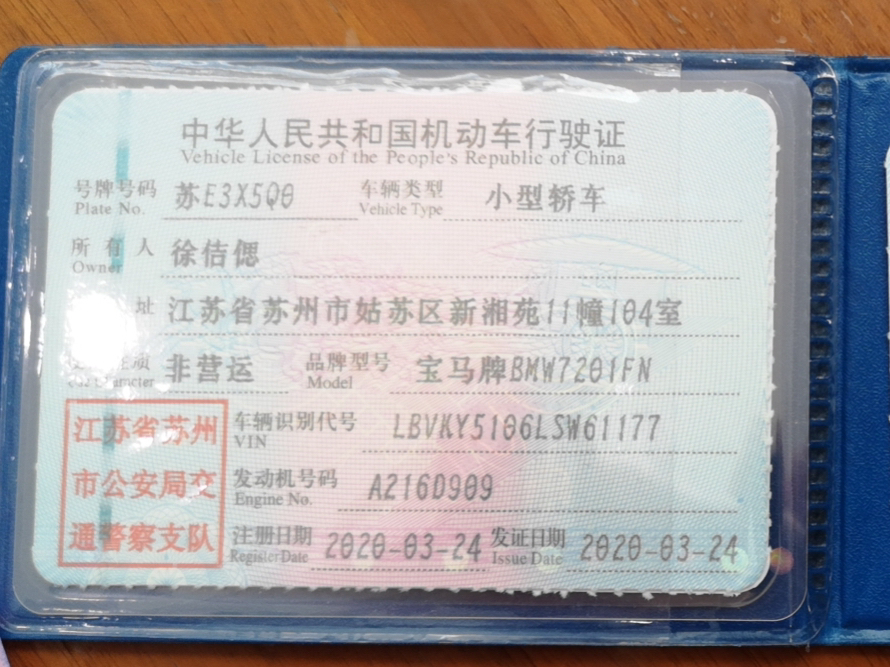 中华人民共和国机动车行驶证
Vehicle License of the People's Republic of China
号牌号码 苏E3X5Q0 车辆类型 小型轿车
Plate No. Vehicle Type
所有人 徐佶偲
Owner
址 江苏省苏州市姑苏区新湘苑11幢104室
非营运 品牌型号 宝马牌BMW7201FN
Character Model
江苏省苏州 车辆识别代号 LBVKY5106LSW61177
VIN
市公安局交 发动机号码 A216D909
Engine No.
通警察支队 注册日期 2020-03-24 发证日期 2020-03-24
Register Date Issue Date